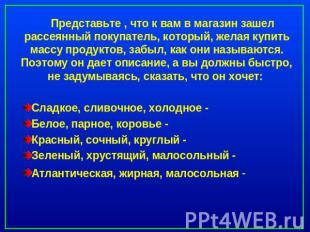 Представьте , что к вам в магазин зашел
рассеянный покупатель, который, желая купить
массу продуктов, забыл, как они называются.
Поэтому он дает описание, а вы должны быстро,
не задумываясь, сказать, что он хочет:
Сладкое, сливочное, холодное -
Белое, парное, коровье -
Красный, сочный, круглый -
Зеленый, хрустящий, малосольный -
Атлантическая, жирная, малосольная -
PPt4WEB.ru